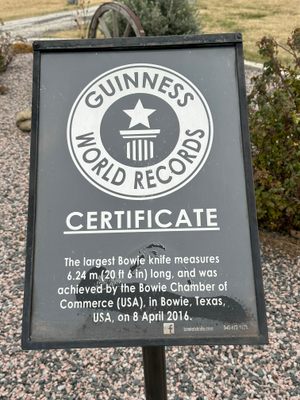 GUINNESS
WORLD RECORDS
CERTIFICATE
The largest Bowie knife measures
6.24 m (20 ft 6 in) long, and was
achieved by the Bowie Chamber of
Commerce (USA), in Bowie, Texas,
USA, on 8 April 2016.
f